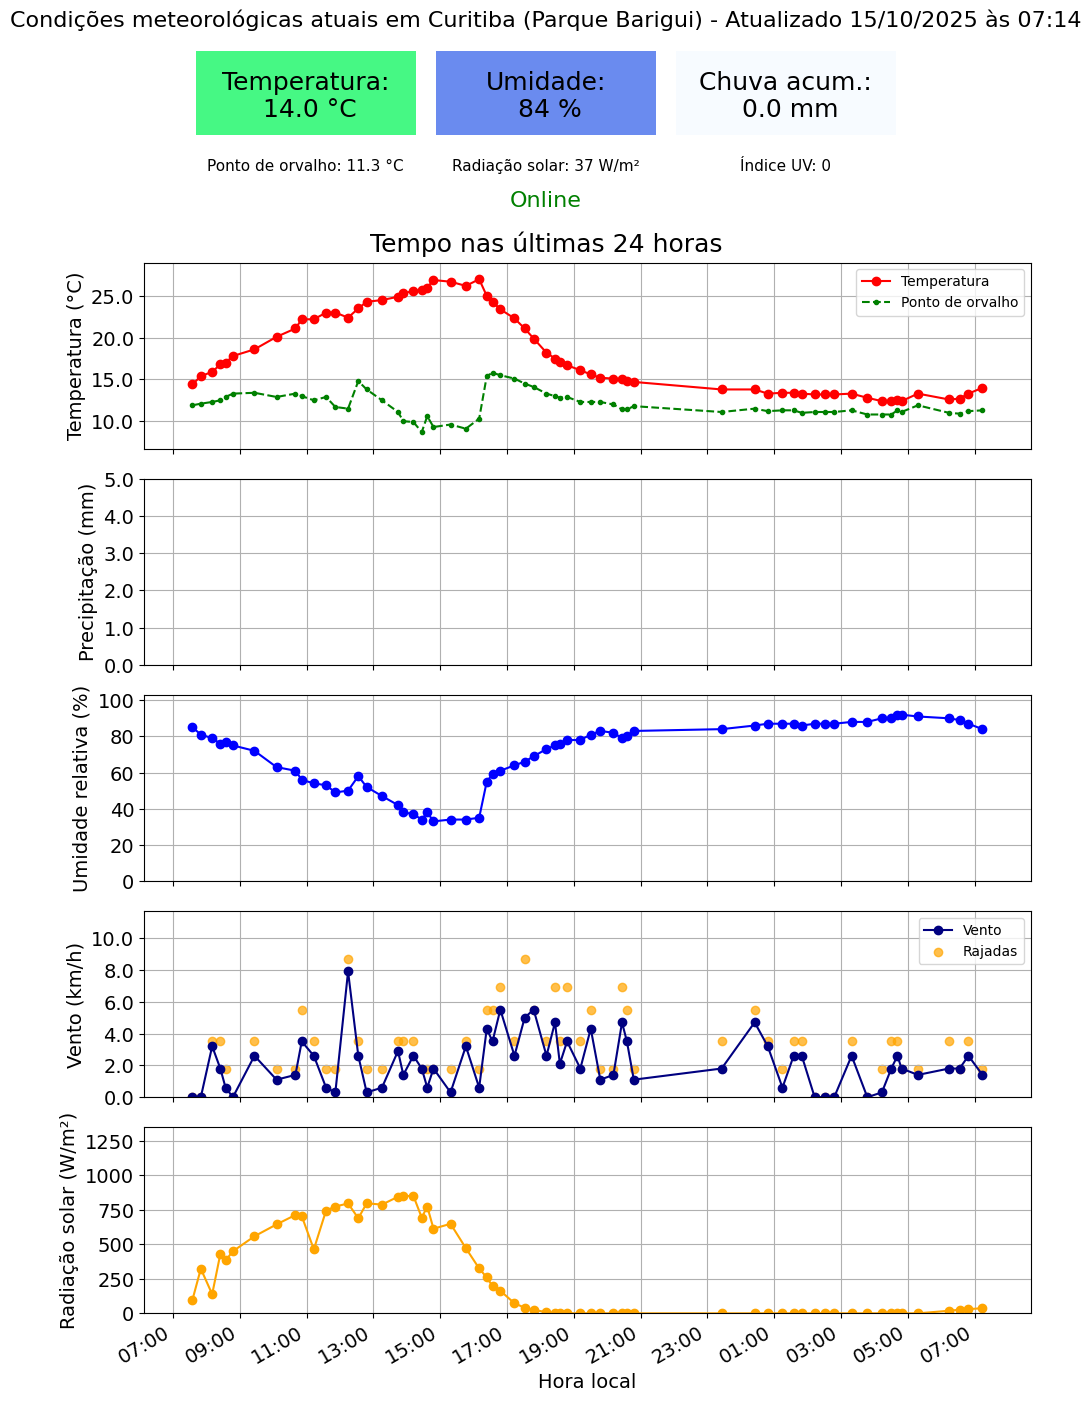 Condições meteorológicas atuais em Curitiba (Parque Barigui) - Atualizado 15/10/2025 às 07:14
Temperatura:
14.0 °C
Umidade:
84 %
Chuva acum.:
0.0 mm
Ponto de orvalho: 11.3 °C
Radiação solar: 37 W/m²
Índice UV: 0
Online
Tempo nas últimas 24 horas
Temperatura (°C)
25.0
20.0
15.0
10.0
Temperatura
Ponto de orvalho
Precipitação (mm)
5.0
4.0
3.0
2.0
1.0
0.0
Umidade relativa (%)
100
80
60
40
20
0
Vento (km/h)
10.0
8.0
6.0
4.0
2.0
0.0
Vento
Rajadas
Radiação solar (W/m²)
1250
1000
750
500
250
0
07:00
09:00
11:00
13:00
15:00
17:00
19:00
21:00
23:00
01:00
03:00
05:00
07:00
Hora local